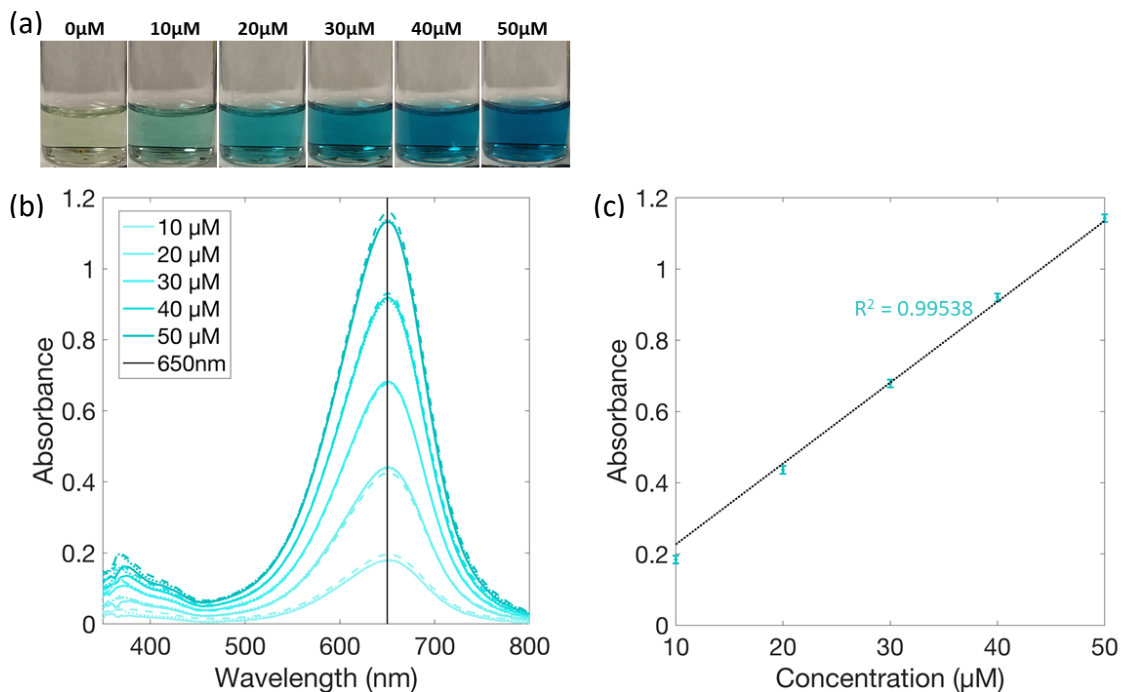 (a)
0μM 10μM 20μM 30μM 40μM 50μM
(b)
1.2
1
0.8
0.6
0.4
0.2
0
Absorbance
10 μM
20 μM
30 μM
40 μM
50 μM
650nm
400 500 600 700 800
Wavelength (nm)
(c)
1.2
1
0.8
0.6
0.4
0.2
0
Absorbance
R² = 0.99538
10 20 30 40 50
Concentration (μM)